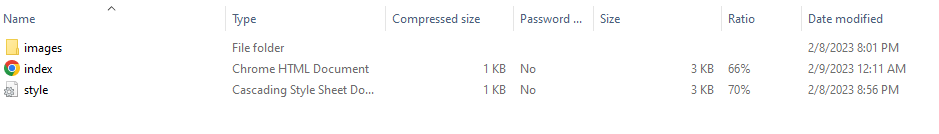 Name Type Compressed size Password ... Size Ratio Date modified
images File folder 2/8/2023 8:01 PM
index Chrome HTML Document 1 KB No 3 KB 66% 2/9/2023 12:11 AM
style Cascading Style Sheet Do... 1 KB No 3 KB 70% 2/8/2023 8:56 PM